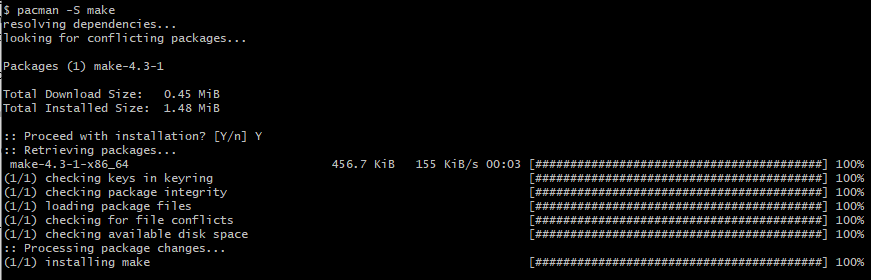 $ pacman -S make
resolving dependencies...
looking for conflicting packages...
Packages (1) make-4.3-1
Total Download Size:   0.45 MiB
Total Installed Size:  1.48 MiB
:: Proceed with installation? [Y/n] Y
:: Retrieving packages...
 make-4.3-1-x86_64                             456.7 KiB   155 KiB/s 00:03 [#########################################] 100%
(1/1) checking keys in keyring                                             [#########################################] 100%
(1/1) checking package integrity                                           [#########################################] 100%
(1/1) loading package files                                                [#########################################] 100%
(1/1) checking for file conflicts                                          [#########################################] 100%
(1/1) checking available disk space                                        [#########################################] 100%
:: Processing package changes...
(1/1) installing make                                                      [#########################################] 100%